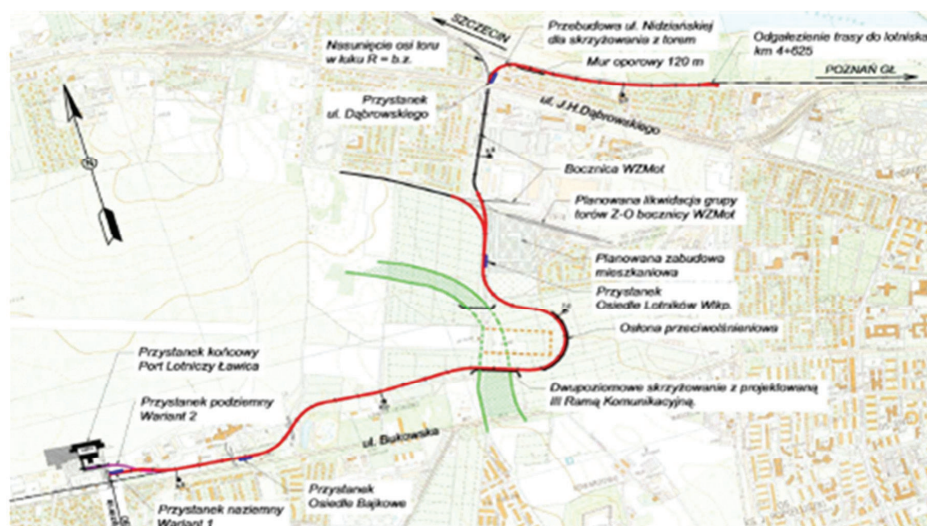 SZCZECIN
Przebudowa ul. Nidziańskiej
dla skrzyżowania z torem
Nasunięcie osi toru
w łuku R = b.z.
Mur oporowy 120 m
Odgałezienie trasy do lotniska
km 4+625
POZNAŃ GŁ
Przystanek
ul. Dąbrowskiego
ul. J.H.Dąbrowskiego
Bocznica WZMot
Planowana likwidacja grupy
torów Z-O bocznicy WZMot
Planowana zabudowa
mieszkaniowa
Przystanek
Osiedle Lotników Wlkp.
Osłona przeciwolśnieniowa
Przystanek końcowy
Port Lotniczy Ławica
Dwupoziomowe skrzyżowanie z projektowaną
III Ramą Komunikacyjną.
Przystanek podziemny
Wariant 2
ul. Bukowska
Przystanek
Osiedle Bajkowe
Przystanek naziemny
Wariant 1